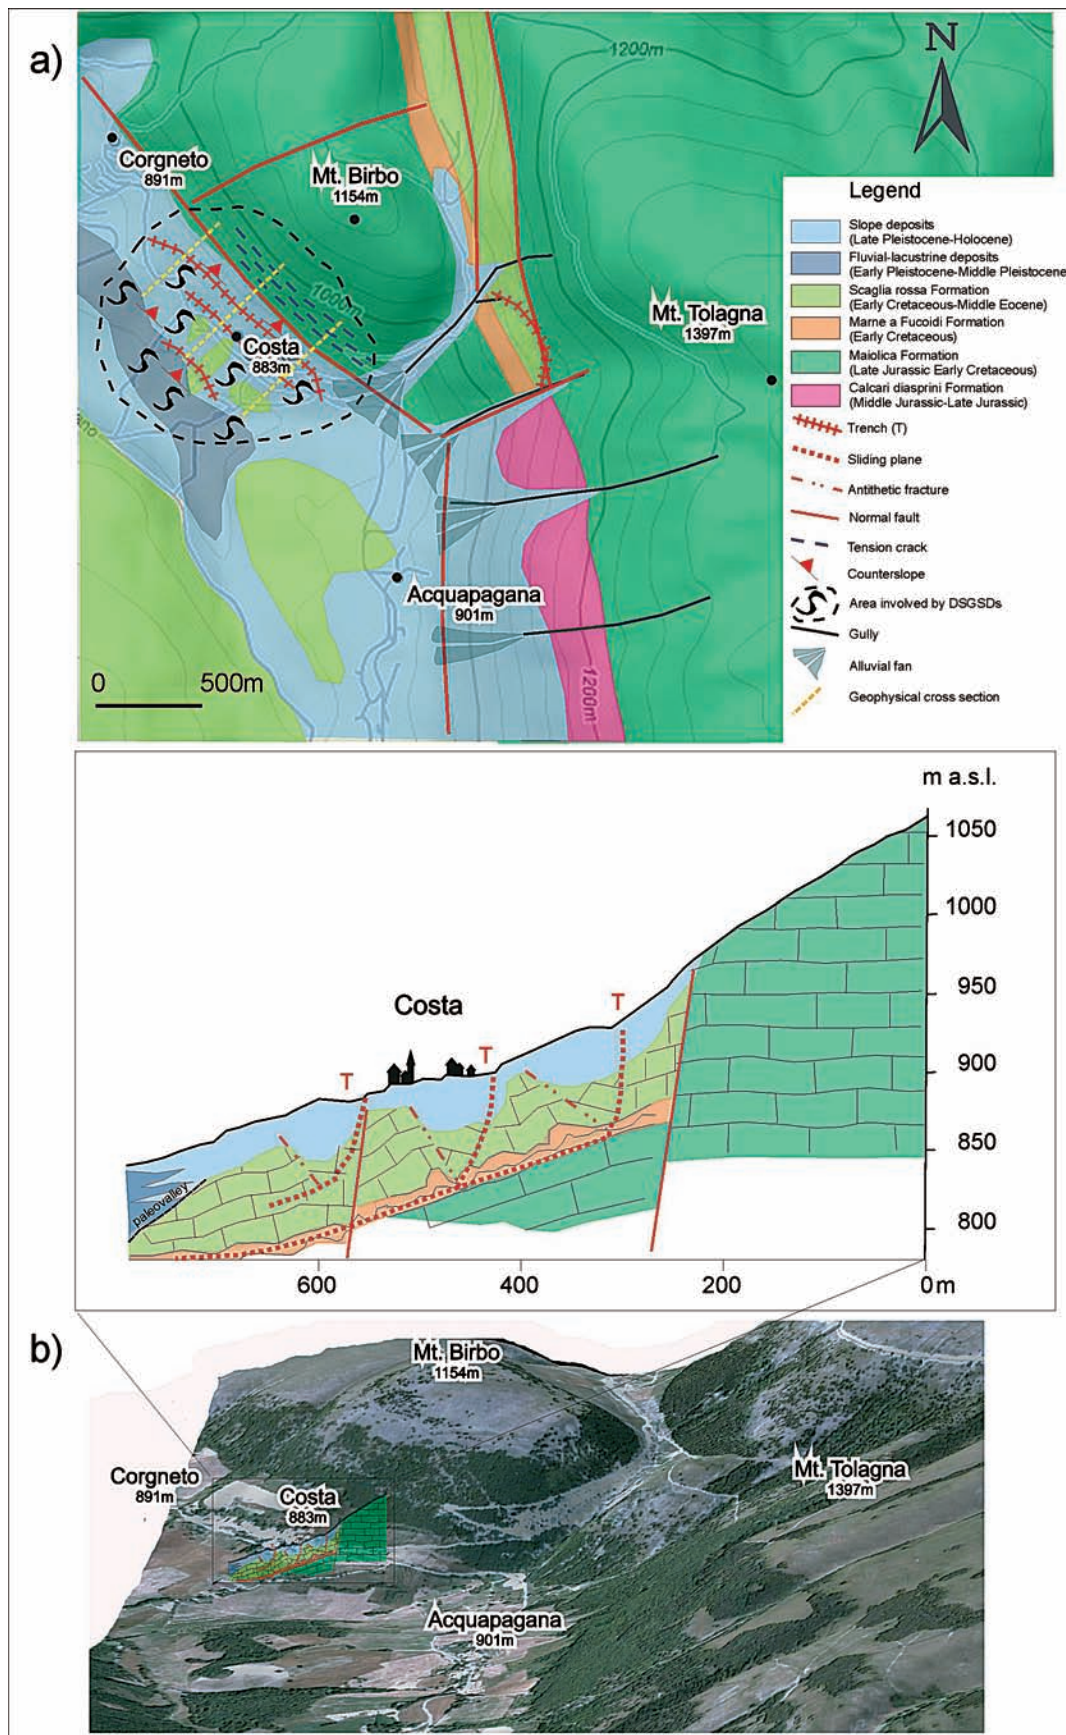 a)
1200m
N
Corgneto
891m
Mt. Birbo
1154m
Legend
Slope deposits
(Late Pleistocene-Holocene)
Fluvial-lacustrine deposits
(Early Pleistocene-Middle Pleistocene
Scaglia rossa Formation
(Early Cretaceous-Middle Eocene)
Marne a Fucoidi Formation
(Early Cretaceous)
Maiolica Formation
(Late Jurassic Early Cretaceous)
Calcari diasprini Formation
(Middle Jurassic-Late Jurassic)
Trench (T)
Sliding plane
Antithetic fracture
Normal fault
Tension crack
Counterslope
Area involved by DSGSDs
Gully
Alluvial fan
Geophysical cross section
1000m
Mt. Tolagna
1397m
Costa
883m
Acquapagana
901m
1200m
0 500m
m a.s.l.
1050
1000
950
900
850
800
Costa
T
T
T
paleovalley
600 400 200 0 m
b)
Mt. Birbo
1154m
Corgneto
891m
Costa
883m
Mt. Tolagna
1397m
Acquapagana
901m